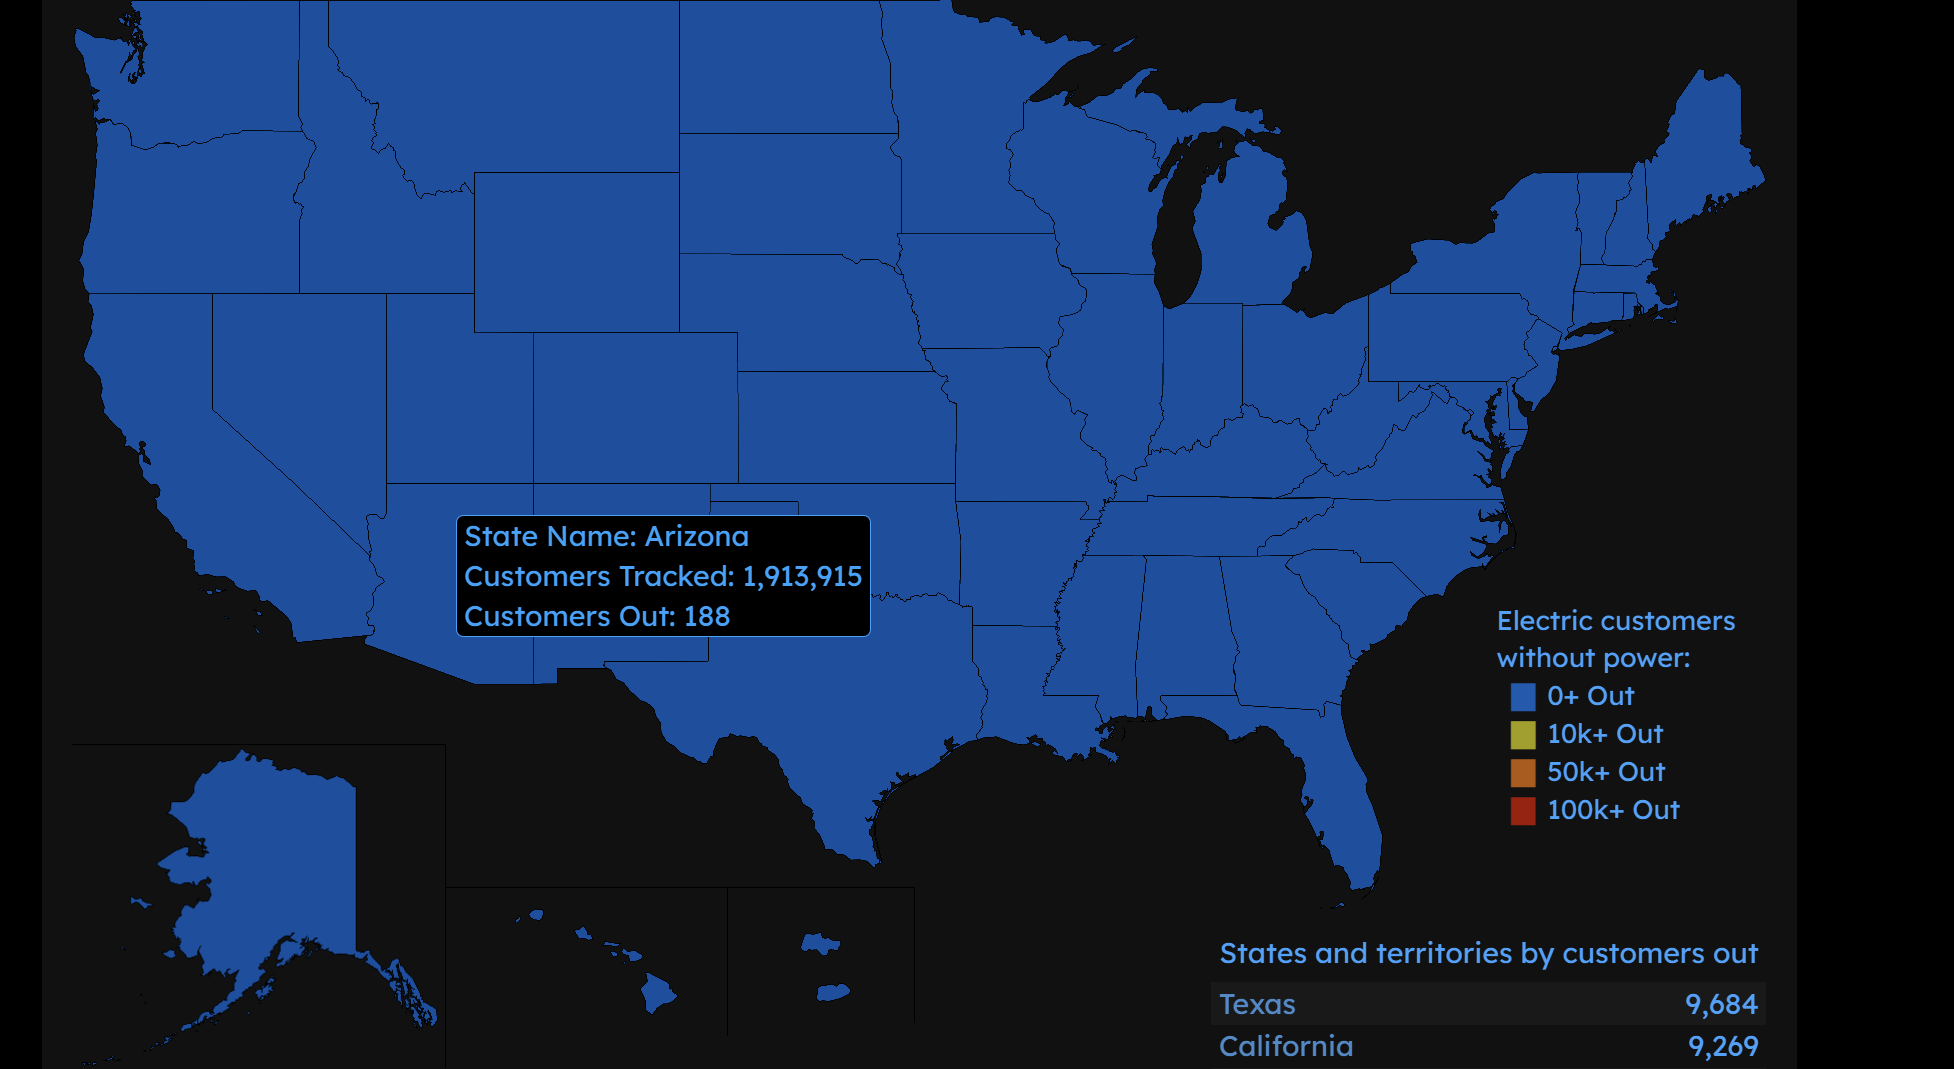 State Name: Arizona
Customers Tracked: 1,913,915
Customers Out: 188
Electric customers
without power:
0+ Out
10k+ Out
50k+ Out
100k+ Out
States and territories by customers out
Texas 9,684
California 9,269